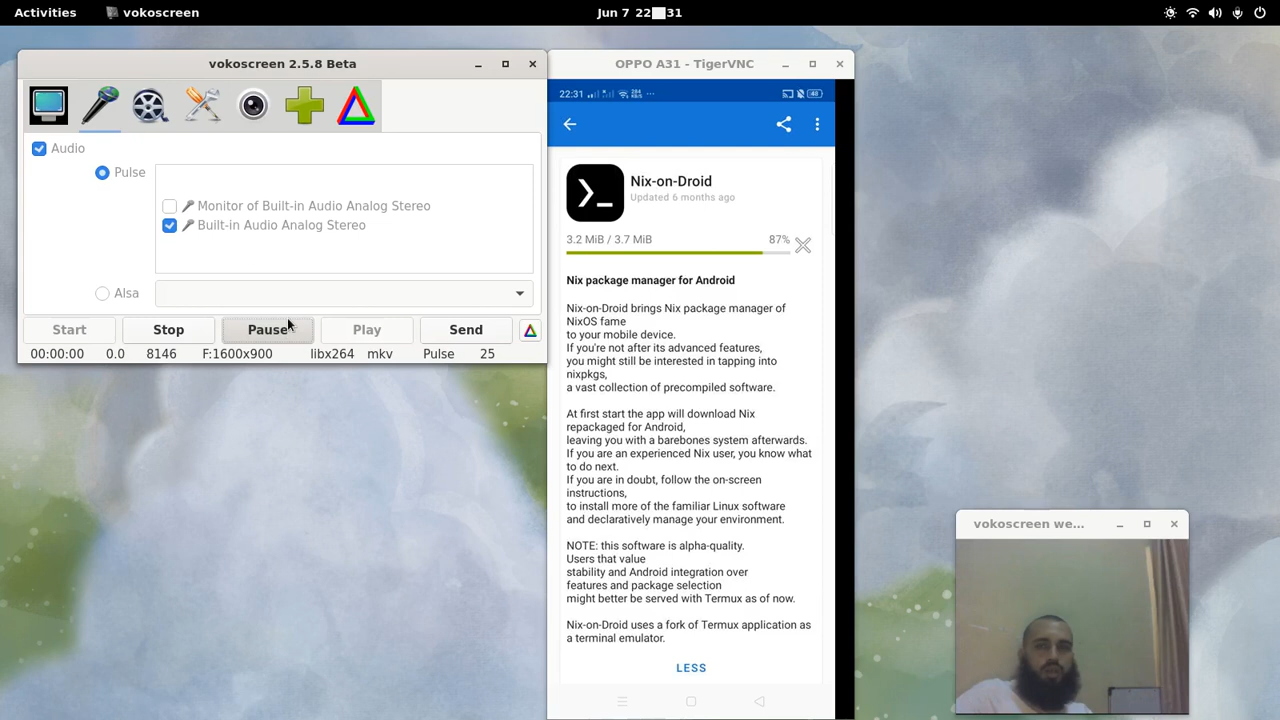 Activities
vokoscreen
Jun 7 22 31
vokoscreen 2.5.8 Beta
Audio
Pulse
Monitor of Built-in Audio Analog Stereo
Built-in Audio Analog Stereo
Alsa
Start
Stop
Pause
Play
Send
00:00:00
0.0
8146
F:1600x900
libx264
mkv
Pulse
25
OPPO A31 - TigerVNC
22:31
Nix-on-Droid
Updated 6 months ago
3.2 MiB / 3.7 MiB
87%
Nix package manager for Android
Nix-on-Droid brings Nix package manager of
NixOS fame
to your mobile device.
If you're not after its advanced features,
you might still be interested in tapping into
nixpkgs,
a vast collection of precompiled software.
At first start the app will download Nix
repackaged for Android,
leaving you with a barebones system afterwards.
If you are an experienced Nix user, you know what
to do next.
If you are in doubt, follow the on-screen
instructions,
to install more of the familiar Linux software
and declaratively manage your environment.
NOTE: this software is alpha-quality.
Users that value
stability and Android integration over
features and package selection
might better be served with Termux as of now.
Nix-on-Droid uses a fork of Termux application as
a terminal emulator.
LESS
vokoscreen we...